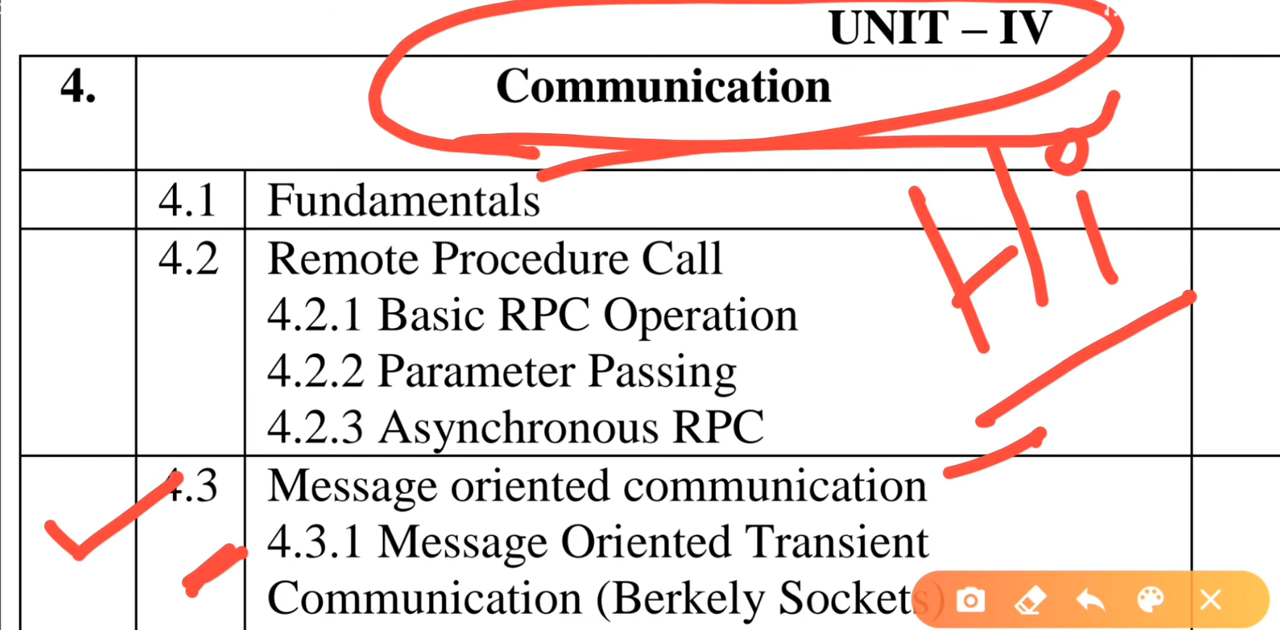 UNIT – IV
4. Communication
4.1 Fundamentals
4.2 Remote Procedure Call
4.2.1 Basic RPC Operation
4.2.2 Parameter Passing
4.2.3 Asynchronous RPC
4.3 Message oriented communication
4.3.1 Message Oriented Transient
Communication (Berkely Sockets)
Hi